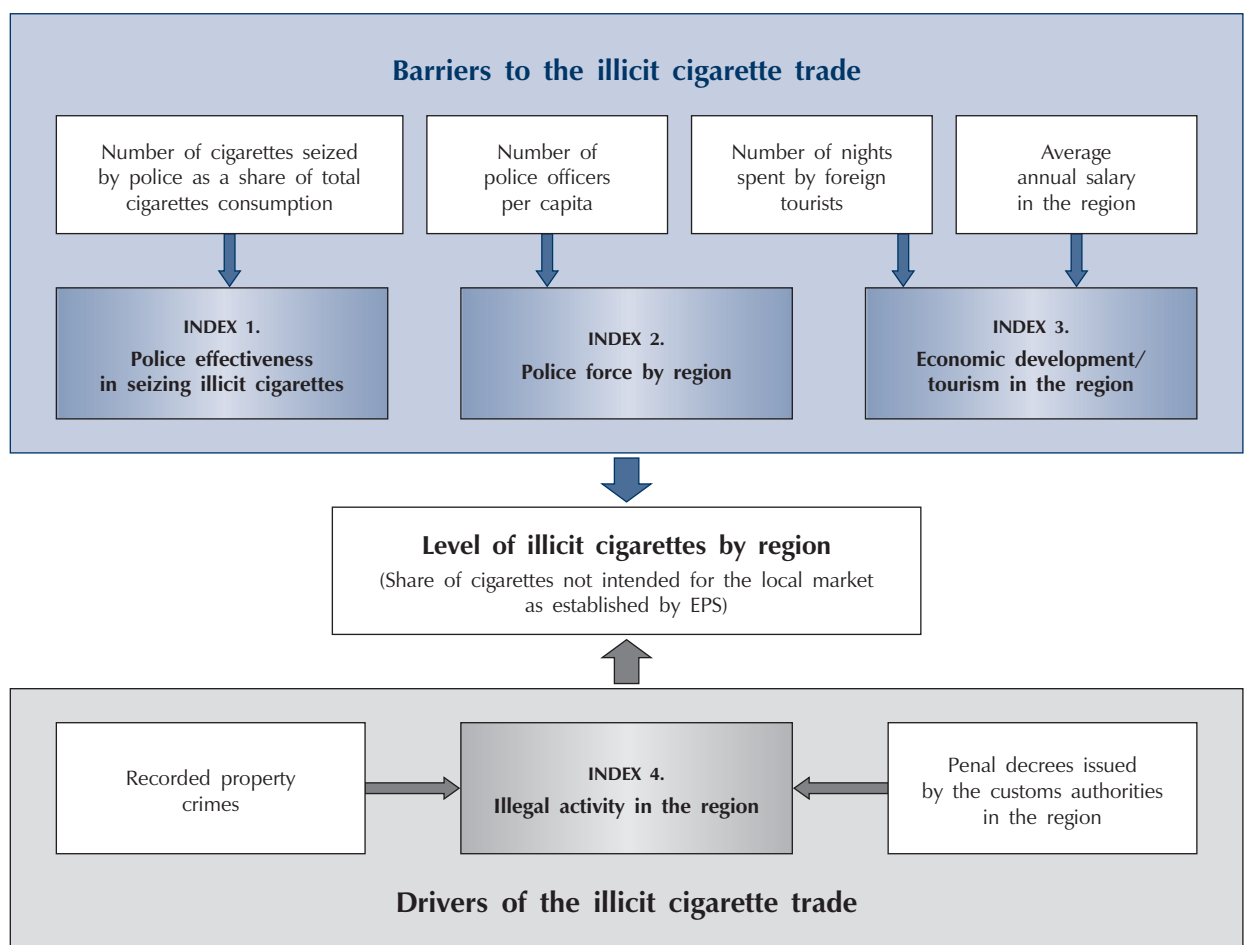 Barriers to the illicit cigarette trade
Number of cigarettes seized
by police as a share of total
cigarettes consumption
Number of
police officers
per capita
Number of nights
spent by foreign
tourists
Average
annual salary
in the region
INDEX 1.
Police effectiveness
in seizing illicit cigarettes
INDEX 2.
Police force by region
INDEX 3.
Economic development/
tourism in the region
Level of illicit cigarettes by region
(Share of cigarettes not intended for the local market
as established by EPS)
Recorded property
crimes
INDEX 4.
Illegal activity in the region
Penal decrees issued
by the customs authorities
in the region
Drivers of the illicit cigarette trade